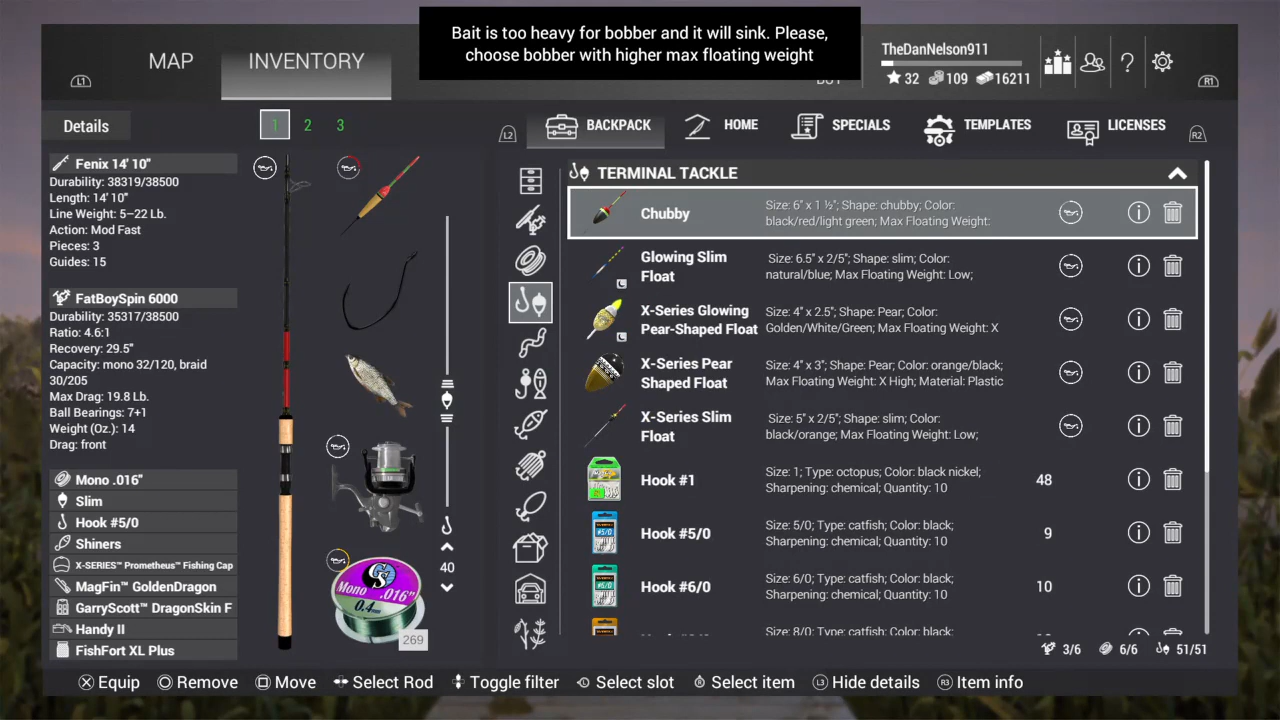 Bait is too heavy for bobber and it will sink. Please,
choose bobber with higher max floating weight
L1
MAP
INVENTORY
TheDanNelson911
32
109
16211
R1
Details
1
2
3
L2
BACKPACK
HOME
SPECIALS
TEMPLATES
LICENSES
R2
Fenix 14' 10"
Durability: 38319/38500
Length: 14' 10"
Line Weight: 5–22 Lb.
Action: Mod Fast
Pieces: 3
Guides: 15
FatBoySpin 6000
Durability: 35317/38500
Ratio: 4.6:1
Recovery: 29.5"
Capacity: mono 32/120, braid
30/205
Max Drag: 19.8 Lb.
Ball Bearings: 7+1
Weight (Oz.): 14
Drag: front
Mono .016"
Slim
Hook #5/0
Shiners
X-SERIES™ Prometheus™ Fishing Cap
MagFin™ GoldenDragon
GarryScott™ DragonSkin F
Handy II
FishFort XL Plus
40
Mono .016"
0.4mm
269
TERMINAL TACKLE
Chubby
Size: 6" x 1 ½"; Shape: chubby; Color:
black/red/light green; Max Floating Weight:
Glowing Slim
Float
Size: 6.5" x 2/5"; Shape: slim; Color:
natural/blue; Max Floating Weight: Low;
X-Series Glowing
Pear-Shaped Float
Size: 4" x 2.5"; Shape: Pear; Color:
Golden/White/Green; Max Floating Weight: X
X-Series Pear
Shaped Float
Size: 4" x 3"; Shape: Pear; Color: orange/black;
Max Floating Weight: X High; Material: Plastic
X-Series Slim
Float
Size: 5" x 2/5"; Shape: slim; Color:
black/orange; Max Floating Weight: Low;
Hook #1
Size: 1; Type: octopus; Color: black nickel;
Sharpening: chemical; Quantity: 10
48
Hook #5/0
Size: 5/0; Type: catfish; Color: black;
Sharpening: chemical; Quantity: 10
9
Hook #6/0
Size: 6/0; Type: catfish; Color: black;
Sharpening: chemical; Quantity: 10
10
Size: 8/0; Type: catfish; Color: black;
3/6
6/6
51/51
Equip
Remove
Move
Select Rod
Toggle filter
L Select slot
R Select item
L3 Hide details
R3 Item info